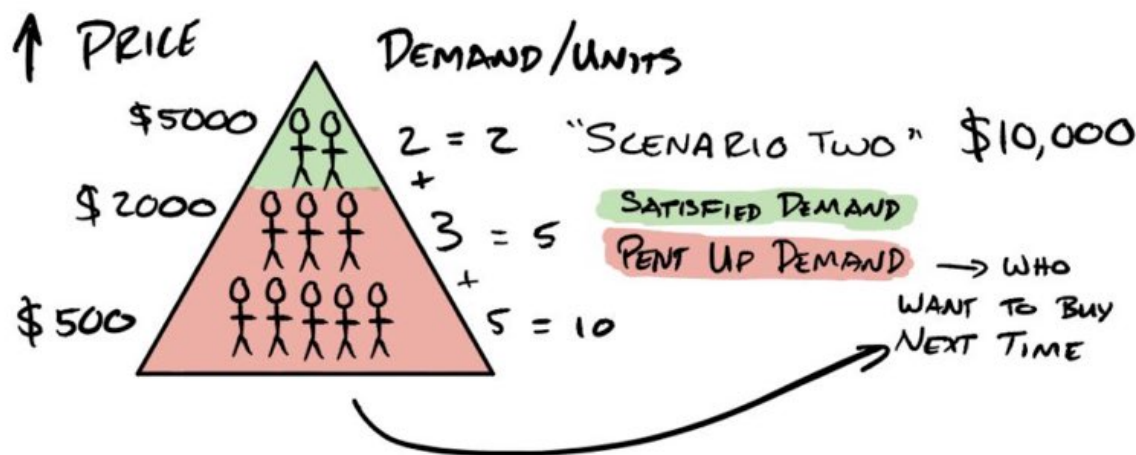 ↑ PRICE DEMAND/UNITS
$5000 2 = 2 "SCENARIO TWO" $10,000
+
$2000 3 = 5 SATISFIED DEMAND
PENT UP DEMAND → WHO
+
WANT TO BUY
$500 5 = 10 NEXT TIME